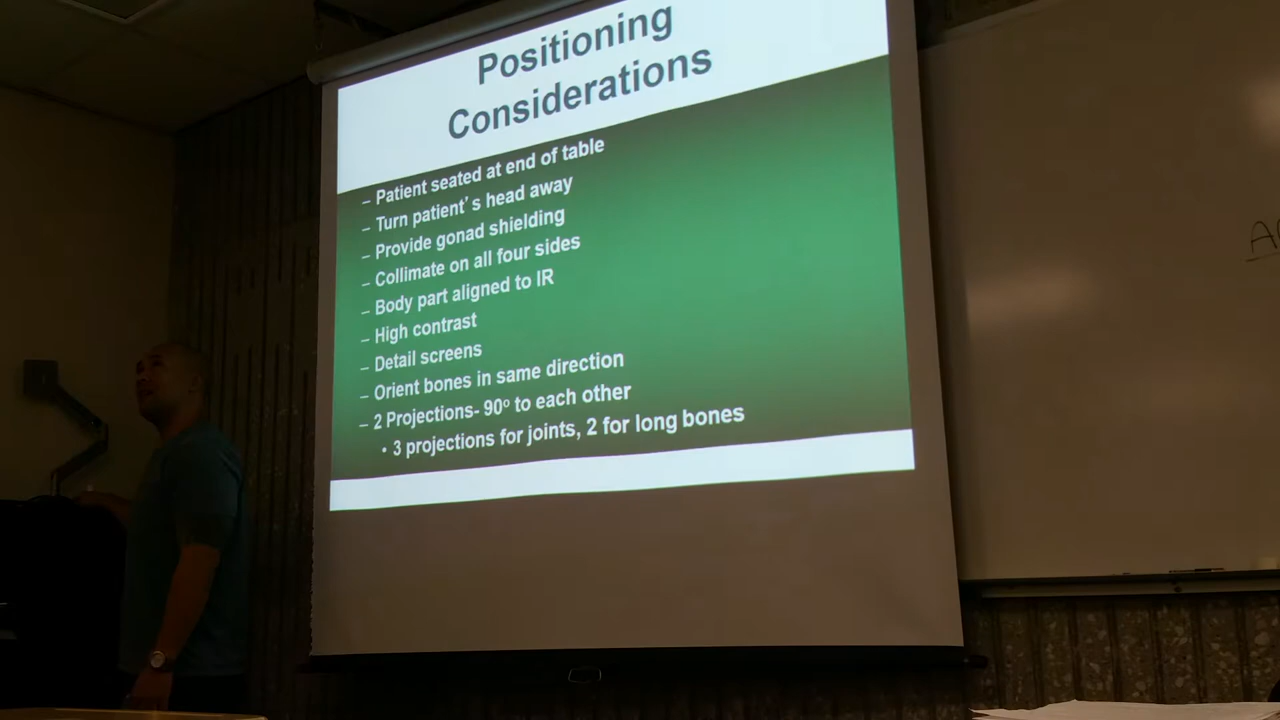 Positioning
Considerations
– Patient seated at end of table
– Turn patient's head away
– Provide gonad shielding
– Collimate on all four sides
– Body part aligned to IR
– High contrast
– Detail screens
– Orient bones in same direction
– 2 Projections- 90º to each other
• 3 projections for joints, 2 for long bones